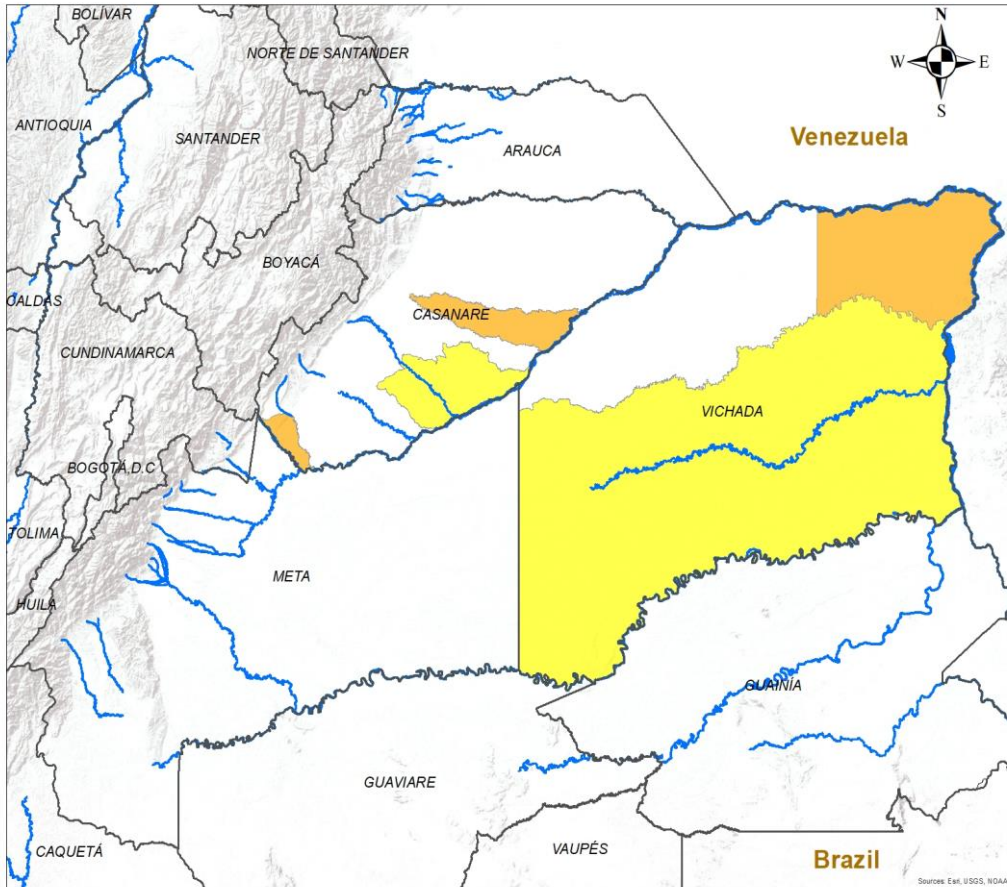 BOLÍVAR
N
NORTE DE SANTANDER
W
E
S
ANTIOQUIA
SANTANDER
ARAUCA
Venezuela
BOYACÁ
CALDAS
CASANARE
CUNDINAMARCA
VICHADA
BOGOTÁ, D.C
TOLIMA
META
HUILA
GUAINÍA
GUAVIARE
VAUPÉS
CAQUETÁ
Brazil
Sources: Esri, USGS, NOAA